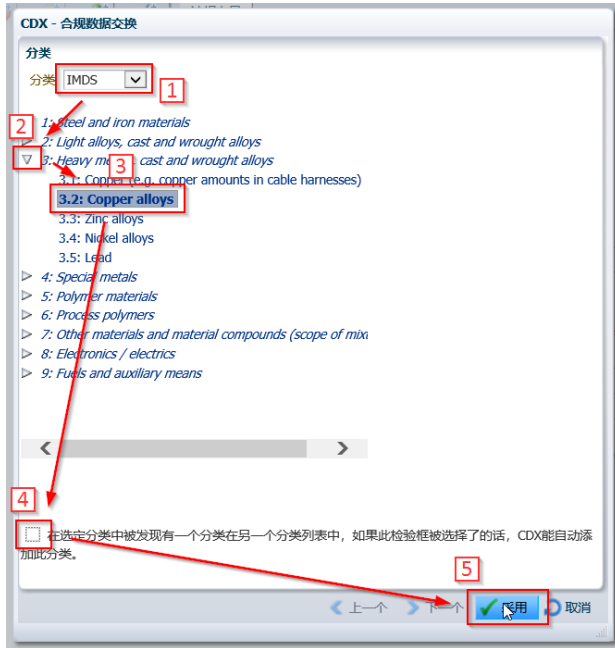 CDX - 合规数据交换
分类
分类 IMDS
1
2
1: Steel and iron materials
2: Light alloys, cast and wrought alloys
3
3: Heavy me cast and wrought alloys
3.1: Copper (e.g. copper amounts in cable harnesses)
3.2: Copper alloys
3.3: Zinc alloys
3.4: Nickel alloys
3.5: Lead
4: Special metals
5: Polymer materials
6: Process polymers
7: Other materials and material compounds (scope of mix
8: Electronics / electrics
9: Fuels and auxiliary means
4
在选定分类中被发现有一个分类在另一个分类列表中，如果此检验框被选择了的话，CDX能自动添
加此分类。
5
上一个 下一个 采用 取消